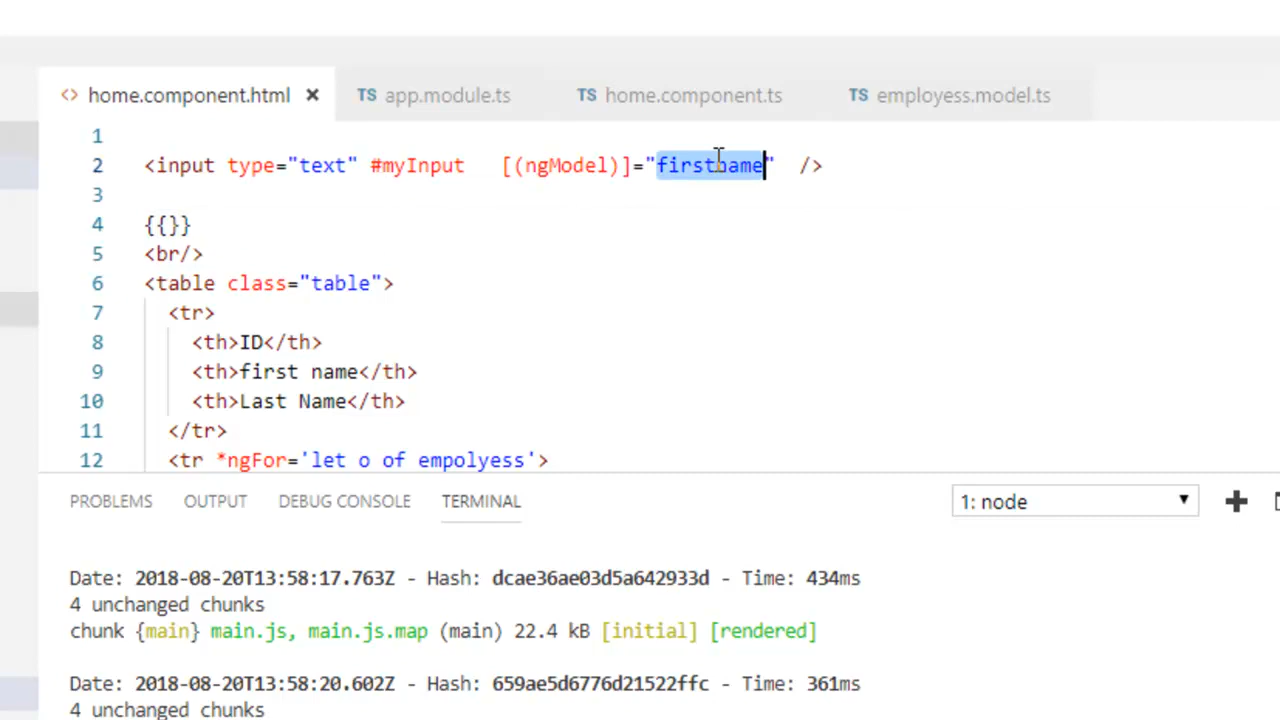 <> home.component.html × TS app.module.ts TS home.component.ts TS employess.model.ts
1
2 <input type="text" #myInput [(ngModel)]="firstname" />
3
4 {{}}
5 <br/>
6 <table class="table">
7 <tr>
8 <th>ID</th>
9 <th>first name</th>
10 <th>Last Name</th>
11 </tr>
12 <tr *ngFor='let o of empolyess'>
PROBLEMS OUTPUT DEBUG CONSOLE TERMINAL 1: node
Date: 2018-08-20T13:58:17.763Z - Hash: dcae36ae03d5a642933d - Time: 434ms
4 unchanged chunks
chunk {main} main.js, main.js.map (main) 22.4 kB [initial] [rendered]
Date: 2018-08-20T13:58:20.602Z - Hash: 659ae5d6776d21522ffc - Time: 361ms
4 unchanged chunks